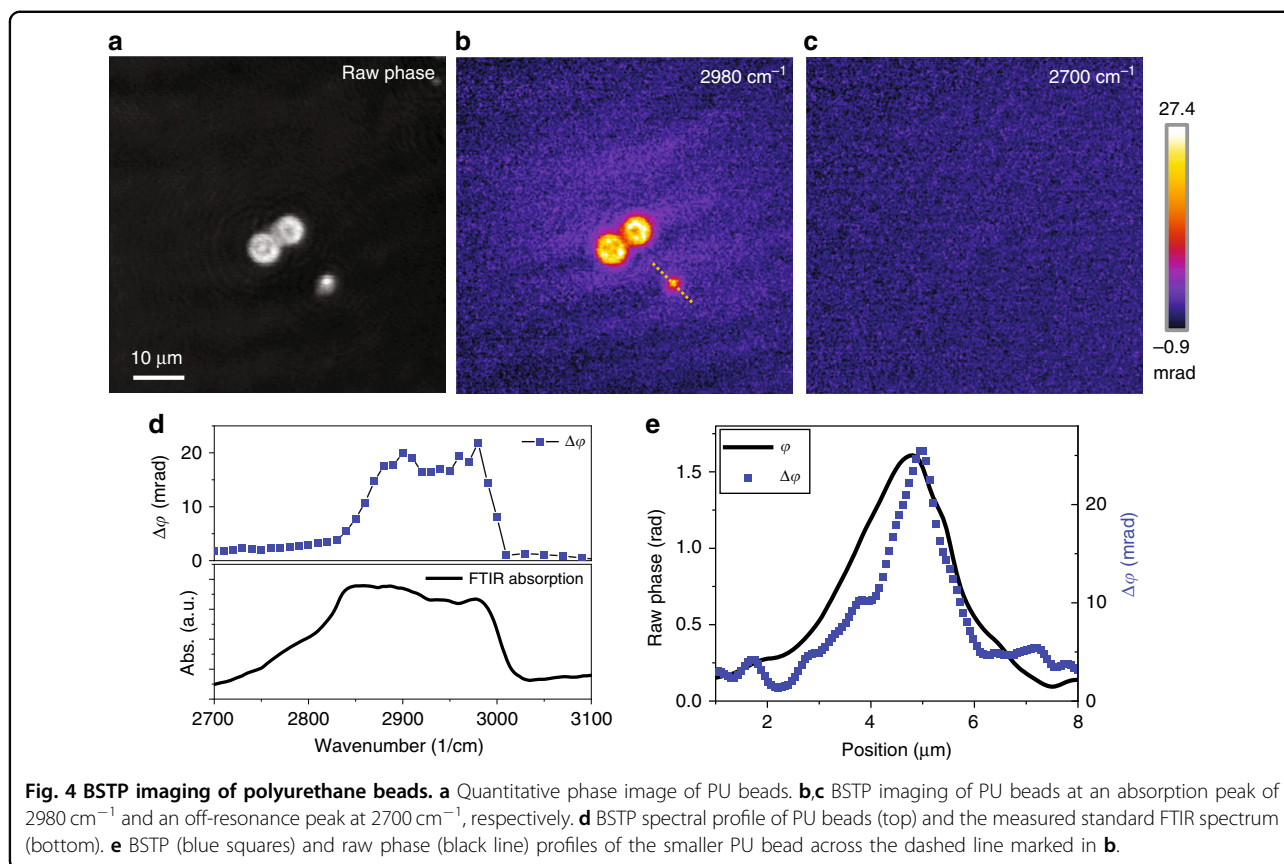 a b c
Raw phase
10 μm
2980 cm⁻¹
2700 cm⁻¹
27.4
−0.9
mrad
d
Δφ (mrad)
20
10
0
Δφ
Abs. (a.u.)
FTIR absorption
2700 2800 2900 3000 3100
Wavenumber (1/cm)
e
Raw phase (rad)
1.5
1.0
0.5
0.0
φ
Δφ
20
10
0
Δφ (mrad)
2 4 6 8
Position (μm)
Fig. 4 BSTP imaging of polyurethane beads. a Quantitative phase image of PU beads. b,c BSTP imaging of PU beads at an absorption peak of
2980 cm⁻¹ and an off-resonance peak at 2700 cm⁻¹, respectively. d BSTP spectral profile of PU beads (top) and the measured standard FTIR spectrum
(bottom). e BSTP (blue squares) and raw phase (black line) profiles of the smaller PU bead across the dashed line marked in b.